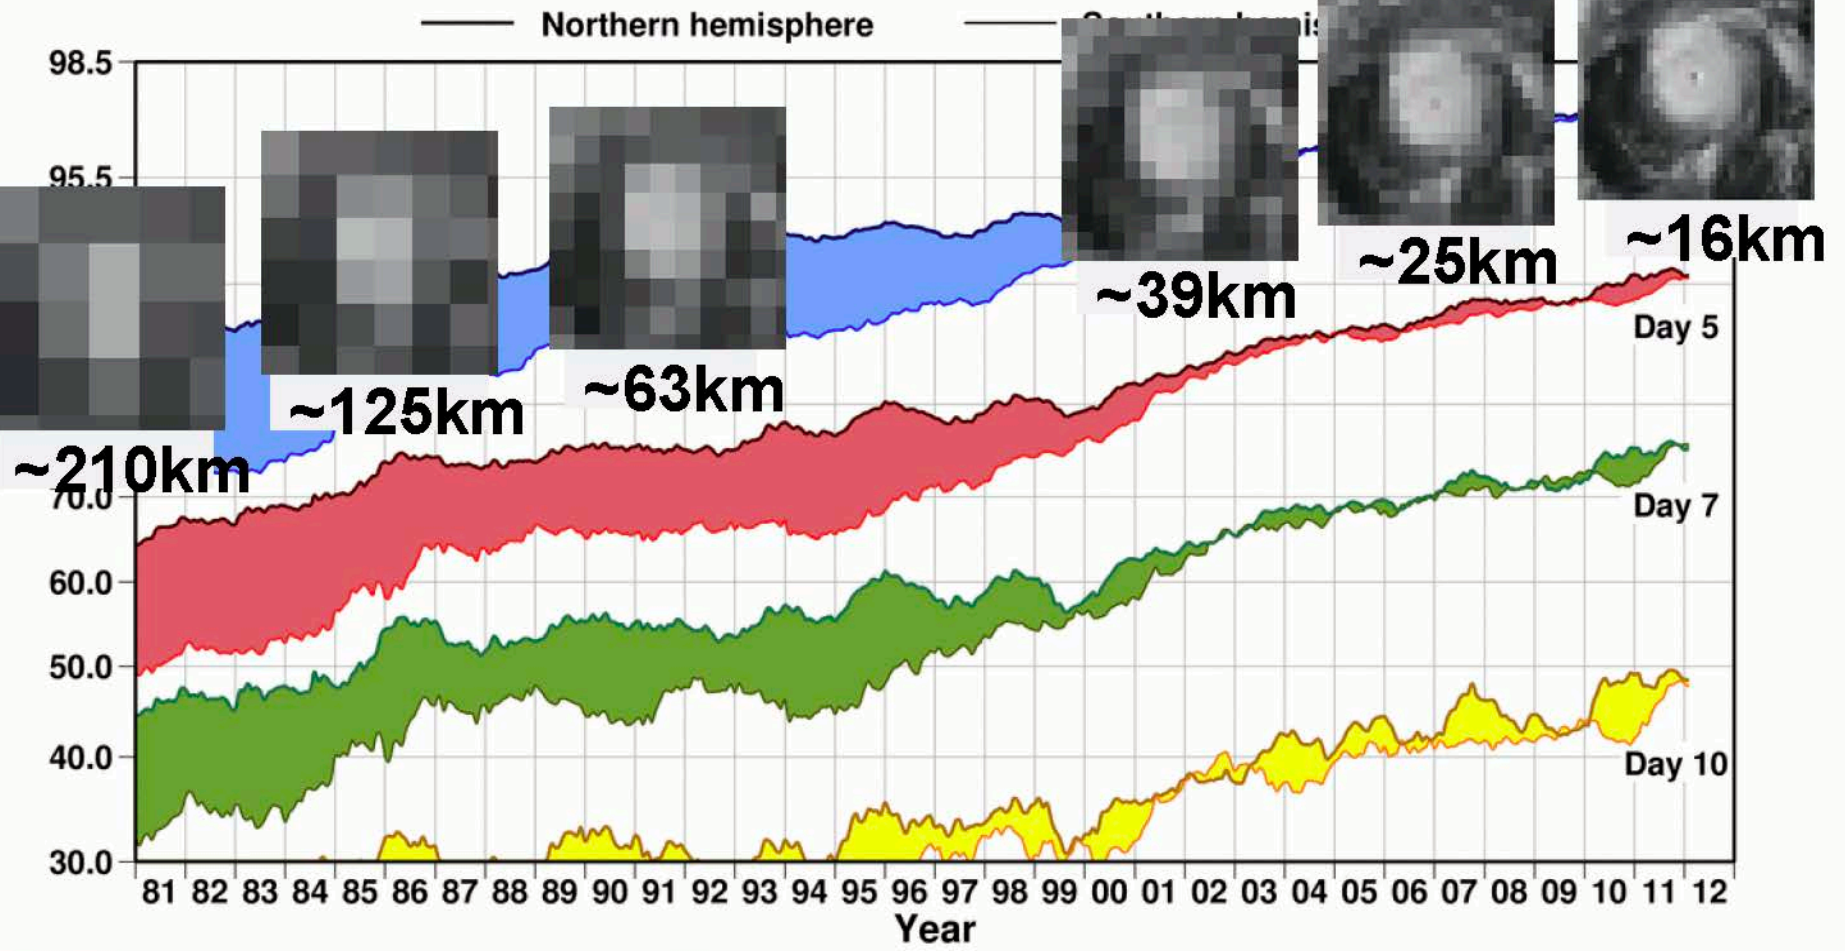 Northern hemisphere
98.5
95.5
~16km
~25km
~39km
Day 5
~63km
~125km
~210km
70.0
Day 7
60.0
50.0
40.0
Day 10
30.0
81 82 83 84 85 86 87 88 89 90 91 92 93 94 95 96 97 98 99 00 01 02 03 04 05 06 07 08 09 10 11 12
Year